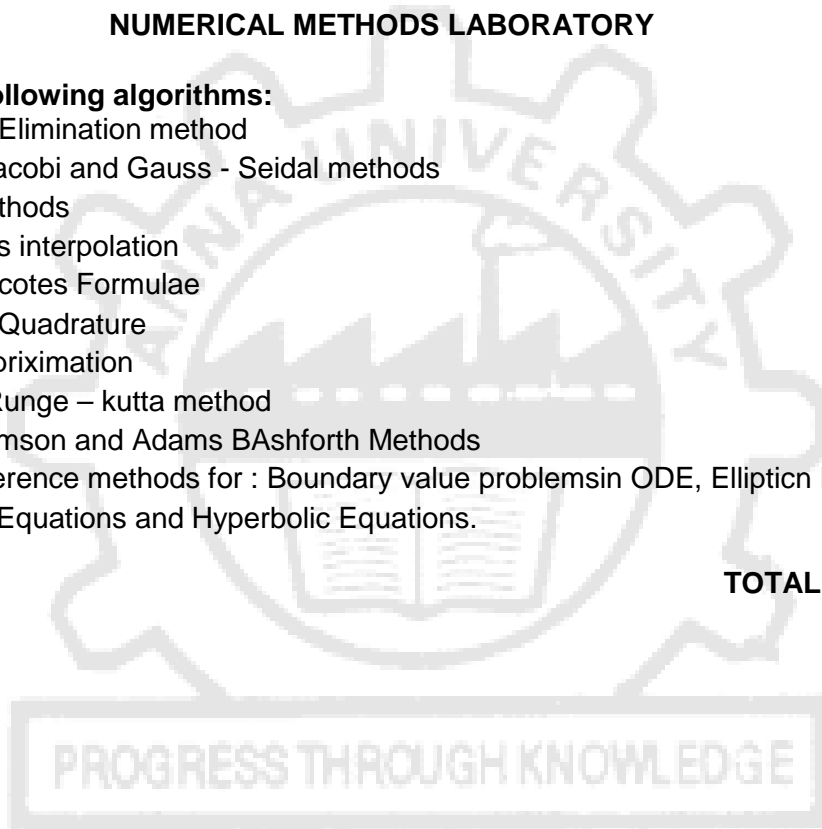 NUMERICAL METHODS LABORATORY
ollowing algorithms:
Elimination method
acobi and Gauss - Seidal methods
thods
s interpolation
cotes Formulae
Quadrature
oriximation
Runge – kutta method
mson and Adams BAshforth Methods
erence methods for : Boundary value problemsin ODE, Ellipticn
Equations and Hyperbolic Equations.
TOTAL
ANNA UNIVERSITY
PROGRESS THROUGH KNOWLEDGE